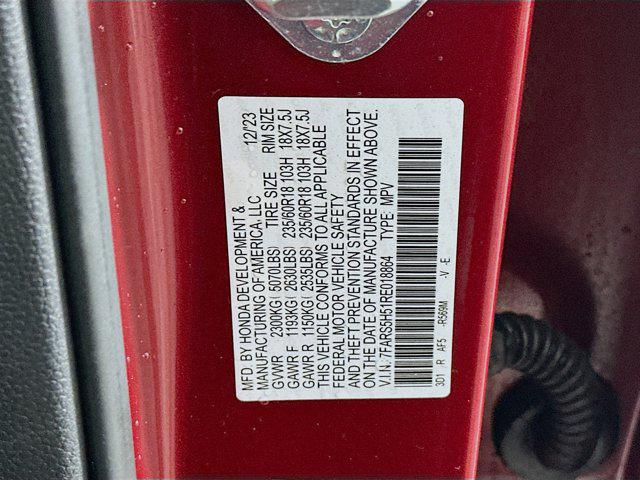 MFD. BY HONDA DEVELOPMENT &
MANUFACTURING OF AMERICA, LLC 12/'23
GVWR 2300KG( 5070LBS) TIRE SIZE RIM SIZE
GAWR F 1193KG( 2630LBS) 235/60R18 103H 18X7.5J
GAWR R 1150KG( 2535LBS) 235/60R18 103H 18X7.5J
THIS VEHICLE CONFORMS TO ALL APPLICABLE
FEDERAL MOTOR VEHICLE SAFETY
AND THEFT PREVENTION STANDARDS IN EFFECT
ON THE DATE OF MANUFACTURE SHOWN ABOVE.
V.I.N.:7FARS5H51RE018864 TYPE: MPV
3D1 R AF5 -R569M -V -E